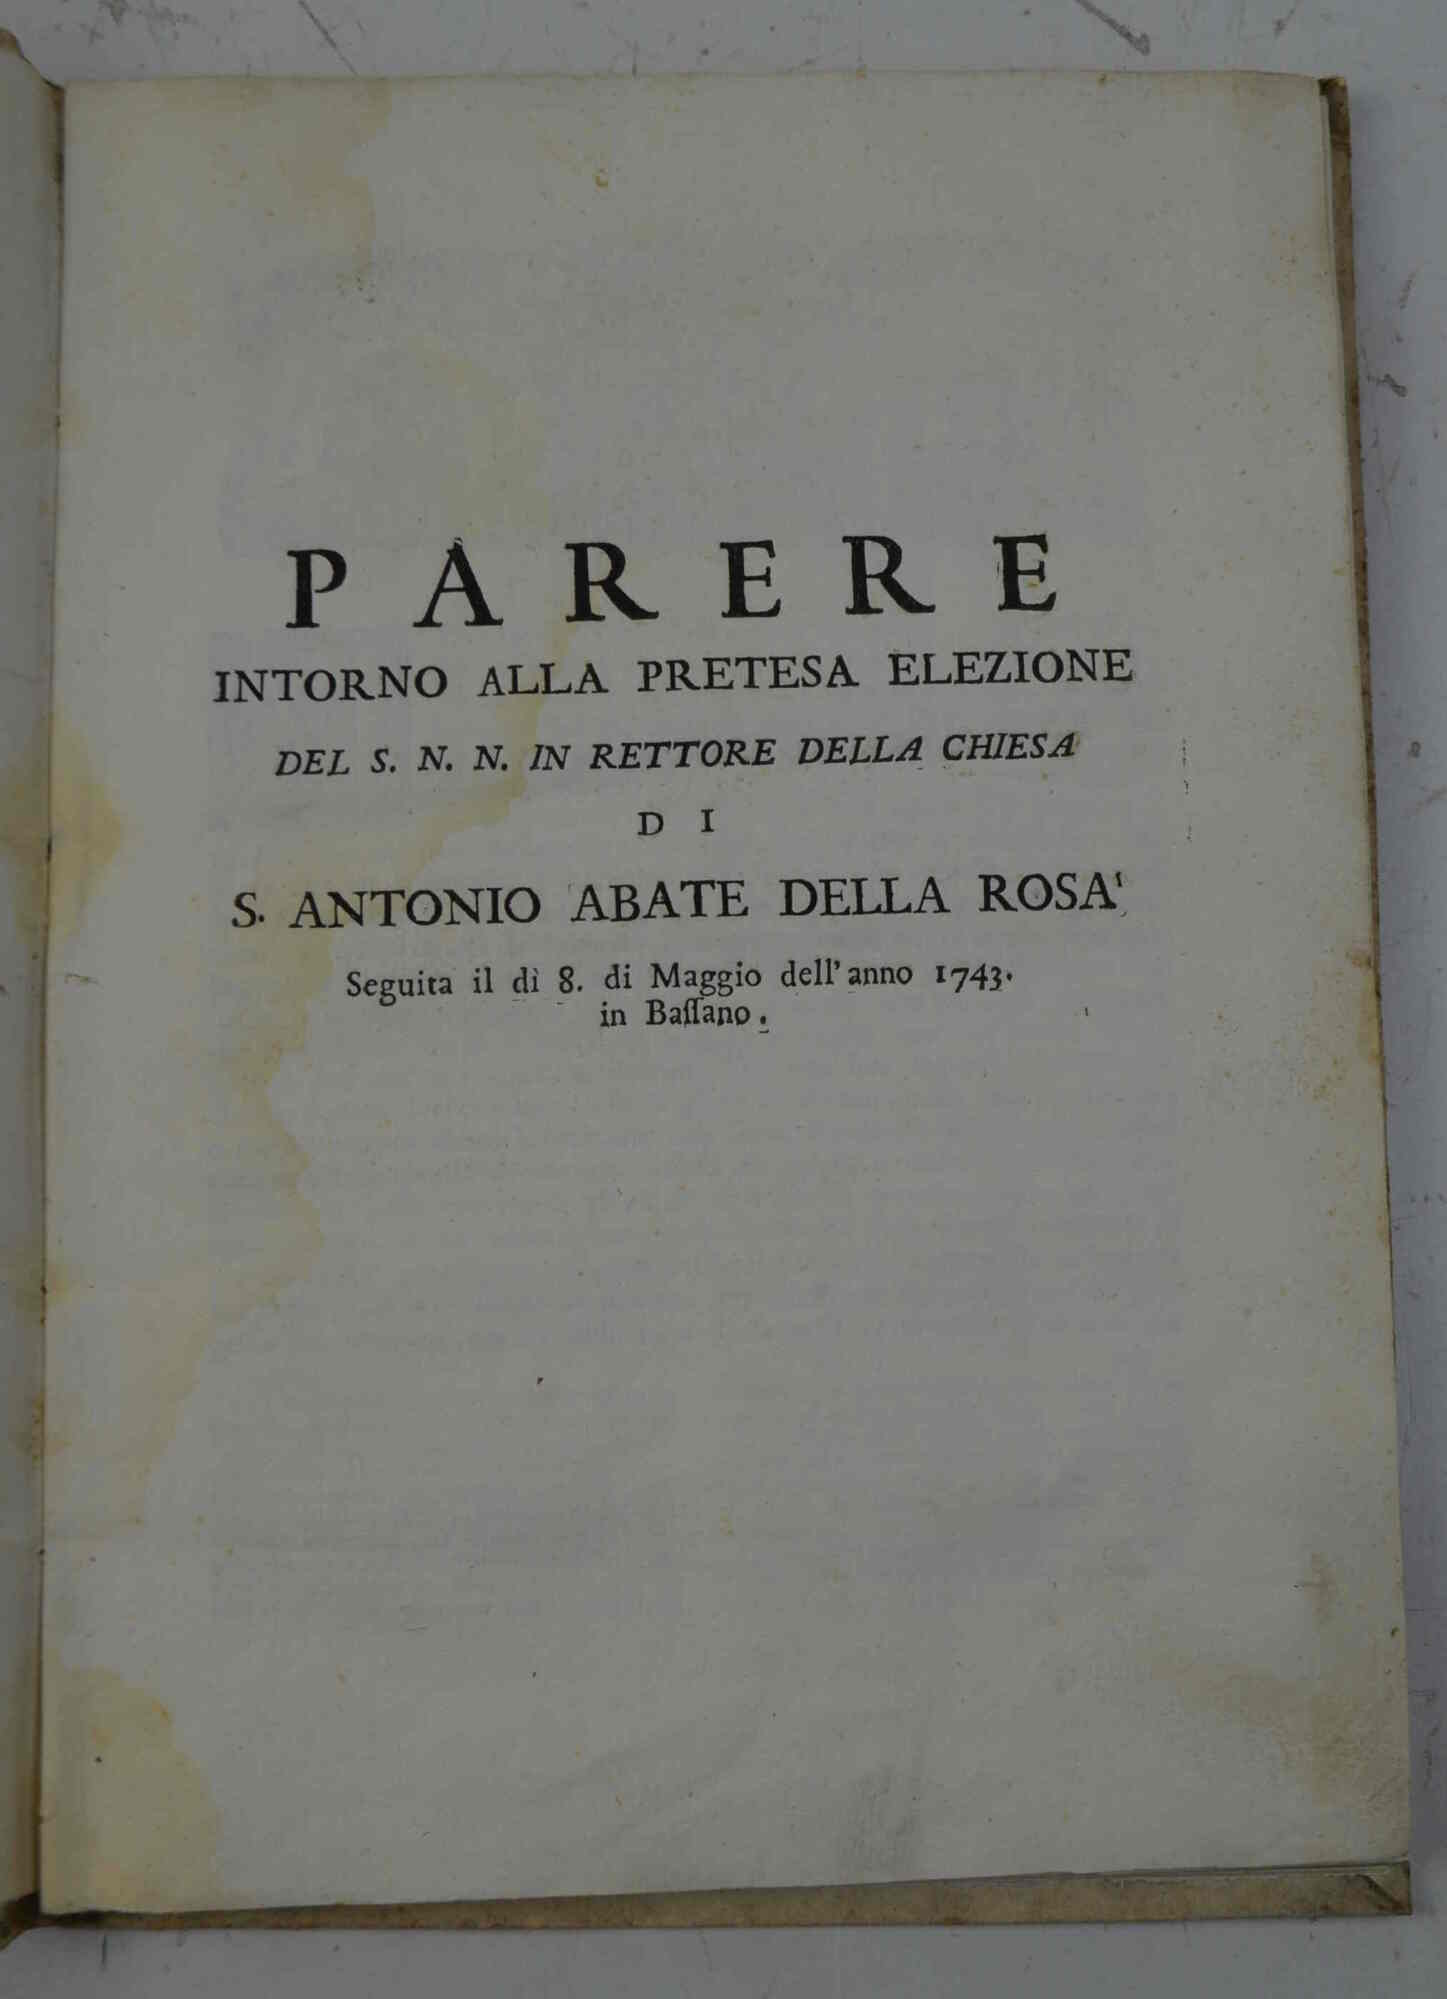 PARERE
INTORNO ALLA PRETESA ELEZIONE
DEL S. N. N. IN RETTORE DELLA CHIESA
DI
S. ANTONIO ABATE DELLA ROSA'
Seguita il dì 8. di Maggio dell' anno 1743.
in Baſſano.